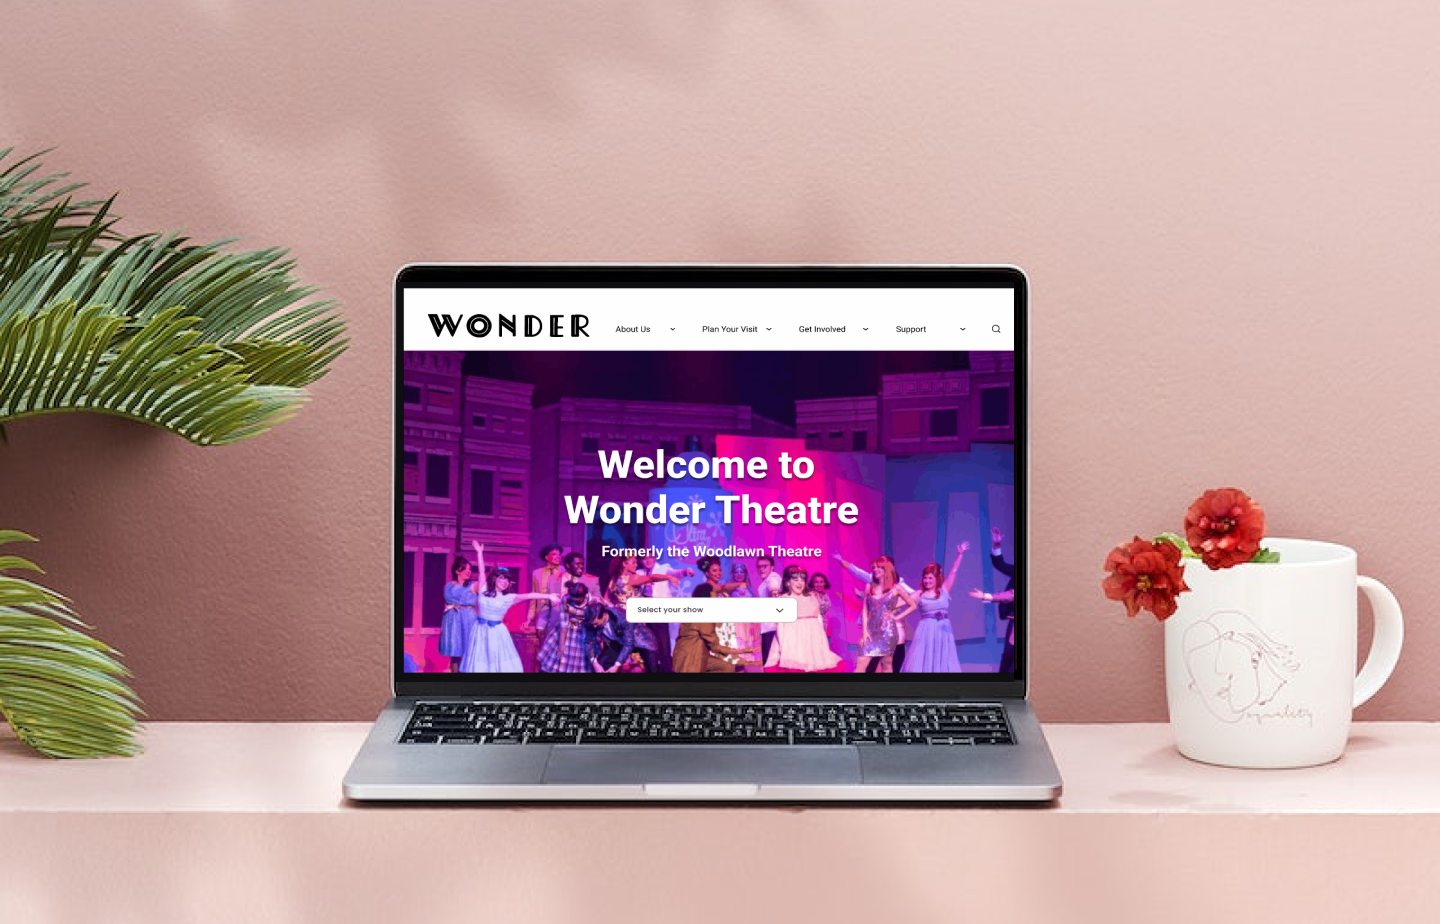 WONDER
About Us
Plan Your Visit
Get Involved
Support
Welcome to
Wonder Theatre
Formerly the Woodlawn Theatre
Select your show
equality